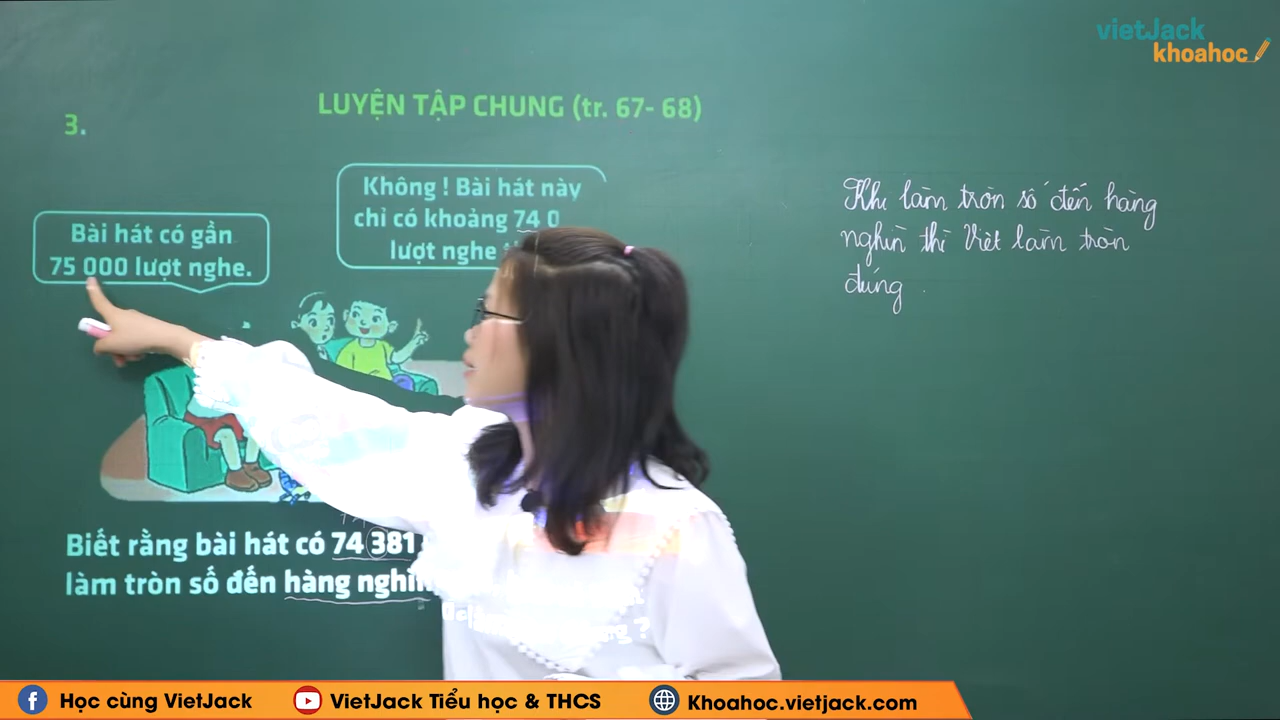 vietJack
khoahoc
LUYỆN TẬP CHUNG (tr. 67- 68)
3.
Bài hát có gần
75 000 lượt nghe.
Không ! Bài hát này
chỉ có khoảng 74 0
lượt nghe
Biết rằng bài hát có 74 381
làm tròn số đến hàng nghìn
?
Khi làm tròn số đến hàng
nghìn thì Việt làm tròn
đúng .
Học cùng VietJack
VietJack Tiểu học & THCS
Khoahoc.vietjack.com